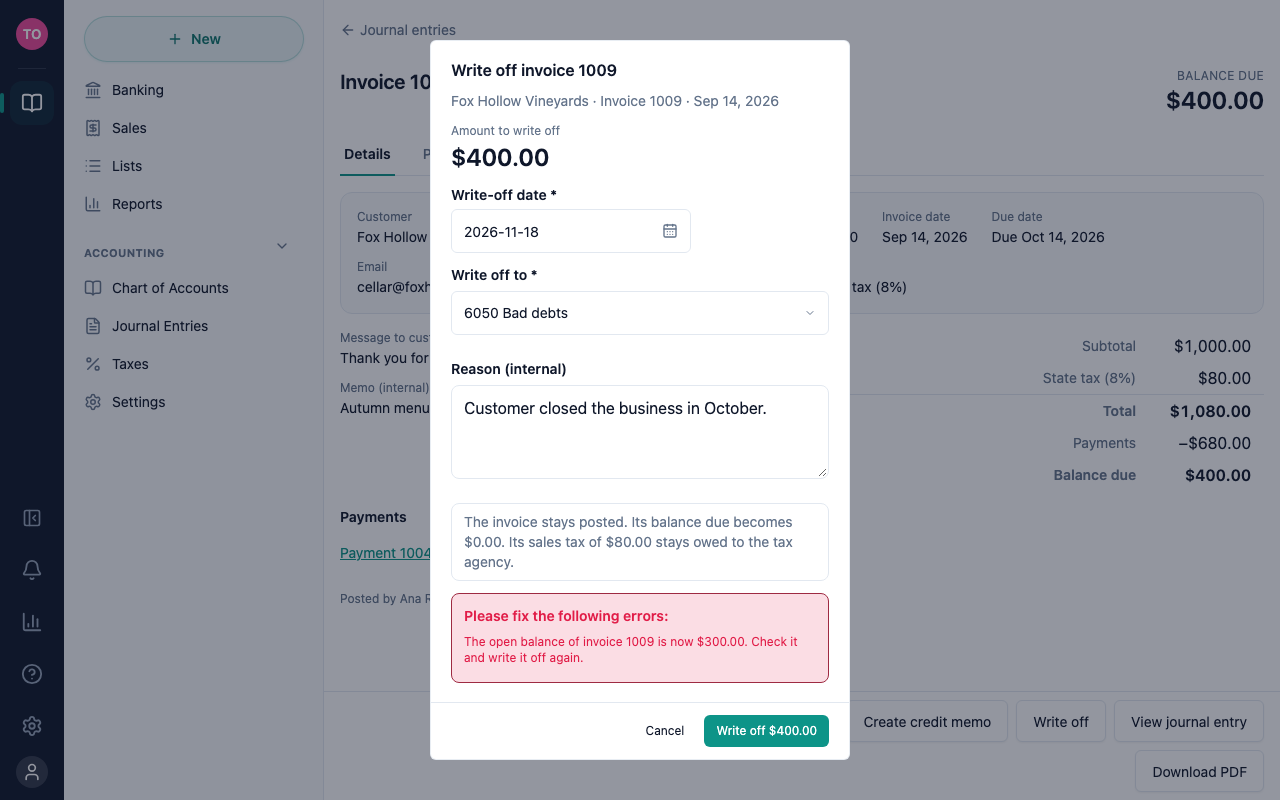 TO
New
Banking
Sales
Lists
Reports
ACCOUNTING
Chart of Accounts
Journal Entries
Taxes
Settings
Journal entries
Invoice 10
BALANCE DUE
$400.00
Details
P
Customer
Fox Hollow
0
Invoice date
Sep 14, 2026
Due date
Due Oct 14, 2026
Email
cellar@foxh
tax (8%)
Message to cust
Thank you for
Memo (internal)
Autumn menu
Subtotal $1,000.00
State tax (8%) $80.00
Total $1,080.00
Payments –$680.00
Balance due $400.00
Payments
Payment 1004
Posted by Ana R
Create credit memo
Write off
View journal entry
Download PDF
Write off invoice 1009
Fox Hollow Vineyards · Invoice 1009 · Sep 14, 2026
Amount to write off
$400.00
Write-off date *
2026-11-18
Write off to *
6050 Bad debts
Reason (internal)
Customer closed the business in October.
The invoice stays posted. Its balance due becomes
$0.00. Its sales tax of $80.00 stays owed to the tax
agency.
Please fix the following errors:
The open balance of invoice 1009 is now $300.00. Check it
and write it off again.
Cancel
Write off $400.00